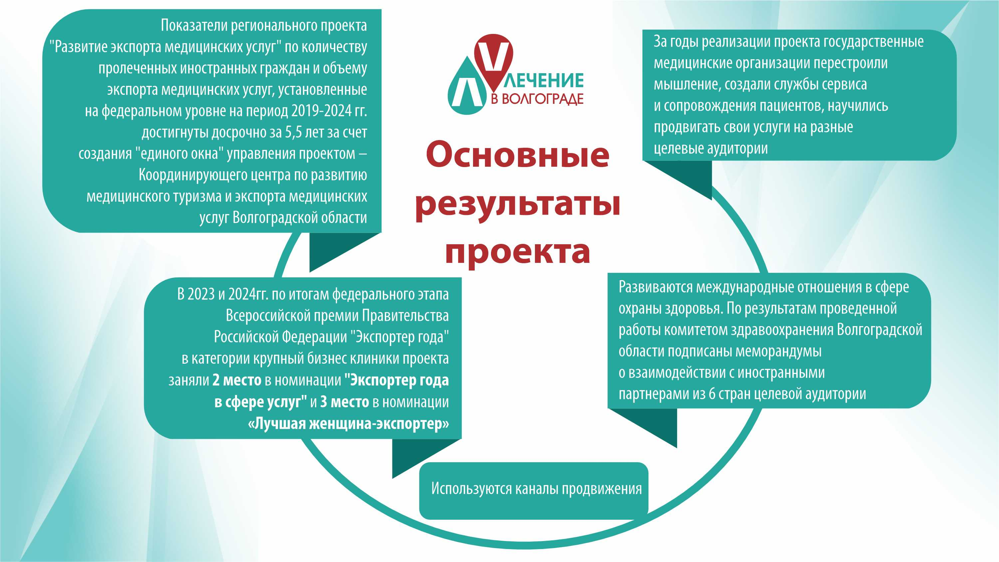 Показатели регионального проекта
"Развитие экспорта медицинских услуг" по количеству
пролеченных иностранных граждан и объему
экспорта медицинских услуг, установленные
на федеральном уровне на период 2019-2024 гг.
достигнуты досрочно за 5,5 лет за счет
создания "единого окна" управления проектом –
Координирующего центра по развитию
медицинского туризма и экспорта медицинских
услуг Волгоградской области
ЛЕЧЕНИЕ
В ВОЛГОГРАДЕ
Основные
результаты
проекта
За годы реализации проекта государственные
медицинские организации перестроили
мышление, создали службы сервиса
и сопровождения пациентов, научились
продвигать свои услуги на разные
целевые аудитории
В 2023 и 2024гг. по итогам федерального этапа
Всероссийской премии Правительства
Российской Федерации "Экспортер года"
в категории крупный бизнес клиники проекта
заняли 2 место в номинации "Экспортер года
в сфере услуг" и 3 место в номинации
«Лучшая женщина-экспортер»
Развиваются международные отношения в сфере
охраны здоровья. По результатам проведенной
работы комитетом здравоохранения Волгоградской
области подписаны меморандумы
о взаимодействии с иностранными
партнерами из 6 стран целевой аудитории
Используются каналы продвижения